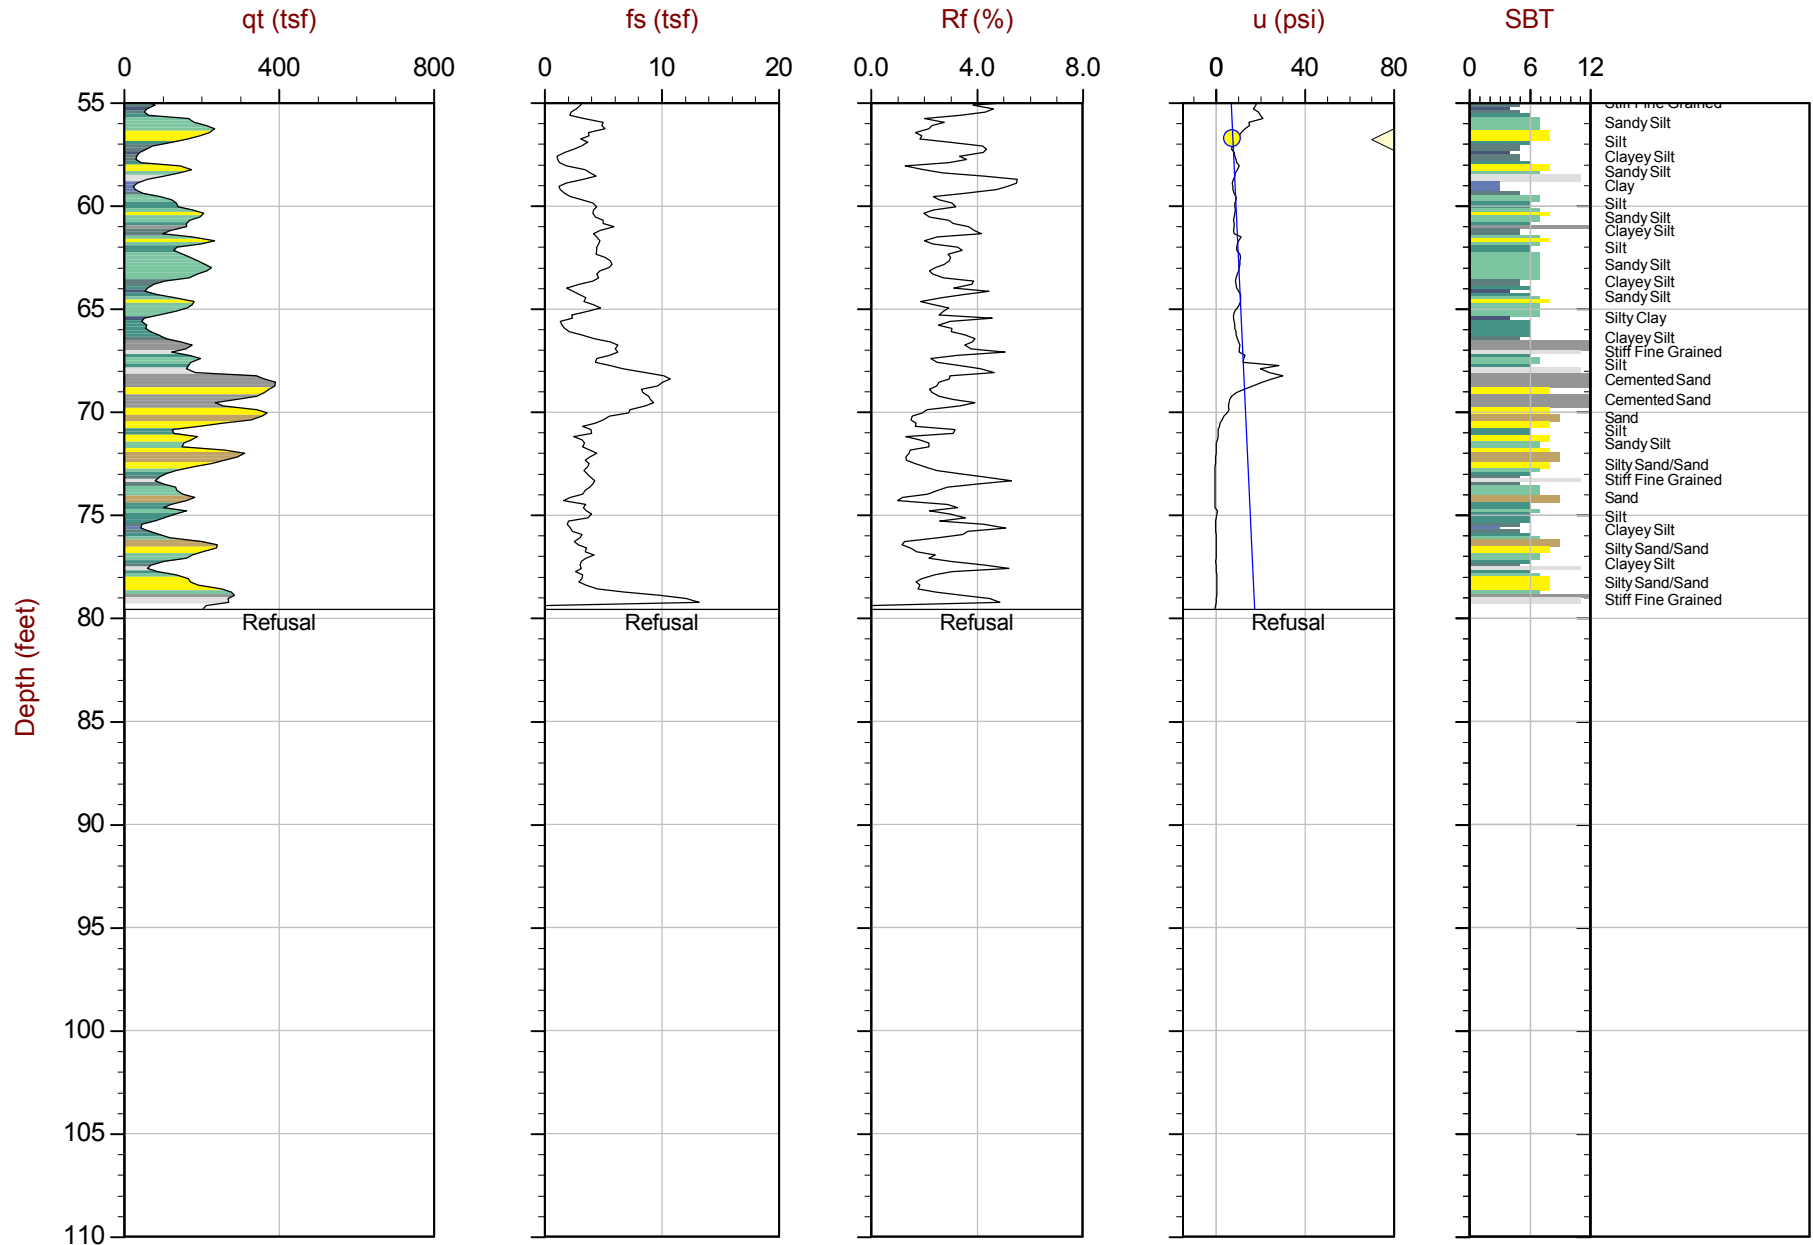 qt (tsf) fs (tsf) Rf (%) u (psi) SBT
0 400 800 0 10 20 0.0 4.0 8.0 0 40 80 0 6 12
55
Stiff Fine Grained
Sandy Silt
Silt
Clayey Silt
Sandy Silt
Clay
60
Silt
Sandy Silt
Clayey Silt
Silt
Sandy Silt
Clayey Silt
Sandy Silt
65
Silty Clay
Clayey Silt
Stiff Fine Grained
Silt
Cemented Sand
Cemented Sand
70
Sand
Silt
Sandy Silt
Silty Sand/Sand
Stiff Fine Grained
Sand
75
Silt
Clayey Silt
Silty Sand/Sand
Clayey Silt
Silty Sand/Sand
Stiff Fine Grained
80
Refusal Refusal Refusal Refusal
Depth (feet)
85
90
95
100
105
110